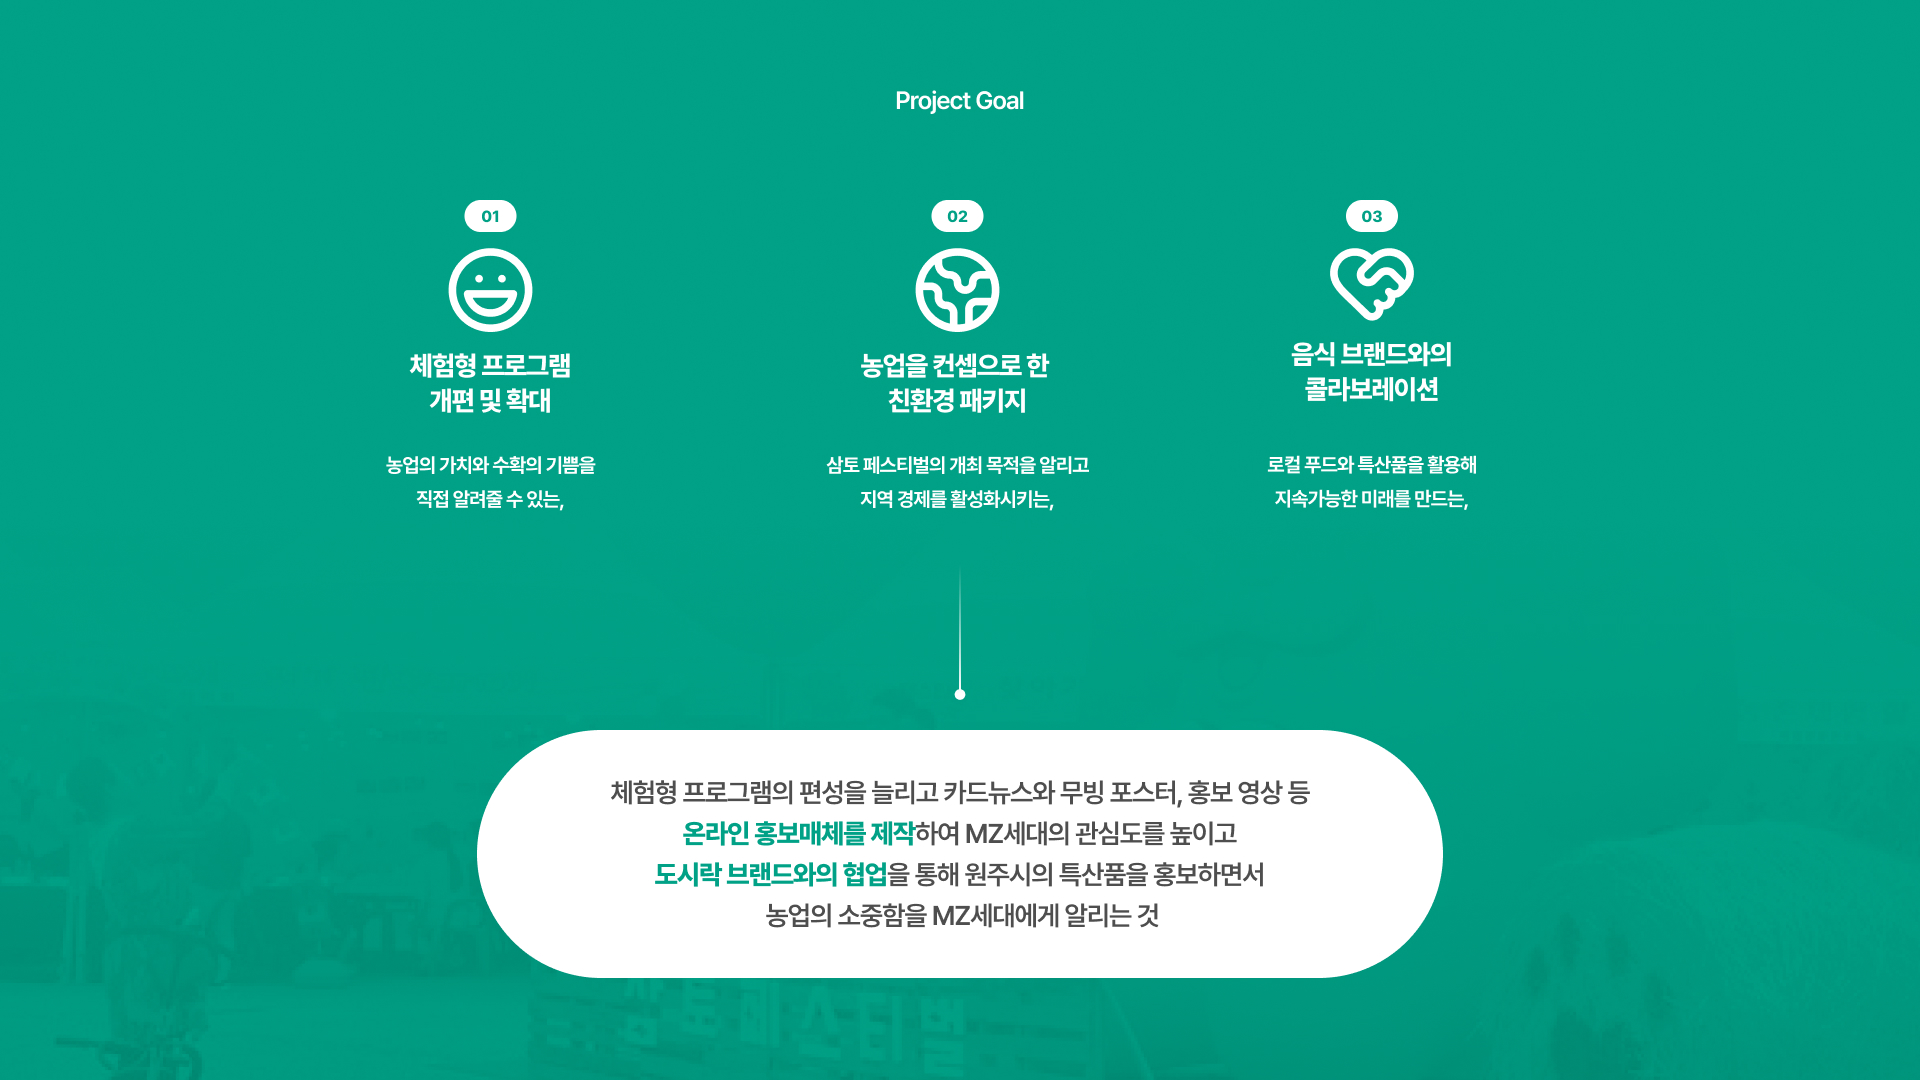 Project Goal
01
체험형 프로그램
개편 및 확대
농업의 가치와 수확의 기쁨을
직접 알려줄 수 있는,
02
농업을 컨셉으로 한
친환경 패키지
삼토 페스티벌의 개최 목적을 알리고
지역 경제를 활성화시키는,
03
음식 브랜드와의
콜라보레이션
로컬 푸드와 특산품을 활용해
지속가능한 미래를 만드는,
체험형 프로그램의 편성을 늘리고 카드뉴스와 무빙 포스터, 홍보 영상 등
온라인 홍보매체를 제작하여 MZ세대의 관심도를 높이고
도시락 브랜드와의 협업을 통해 원주시의 특산품을 홍보하면서
농업의 소중함을 MZ세대에게 알리는 것
삼토페스티벌